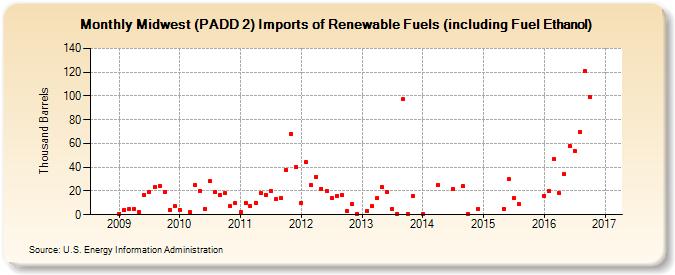 Monthly Midwest (PADD 2) Imports of Renewable Fuels (including Fuel Ethanol)
Thousand Barrels
140
120
100
80
60
40
20
0
2009 2010 2011 2012 2013 2014 2015 2016 2017
Source: U.S. Energy Information Administration